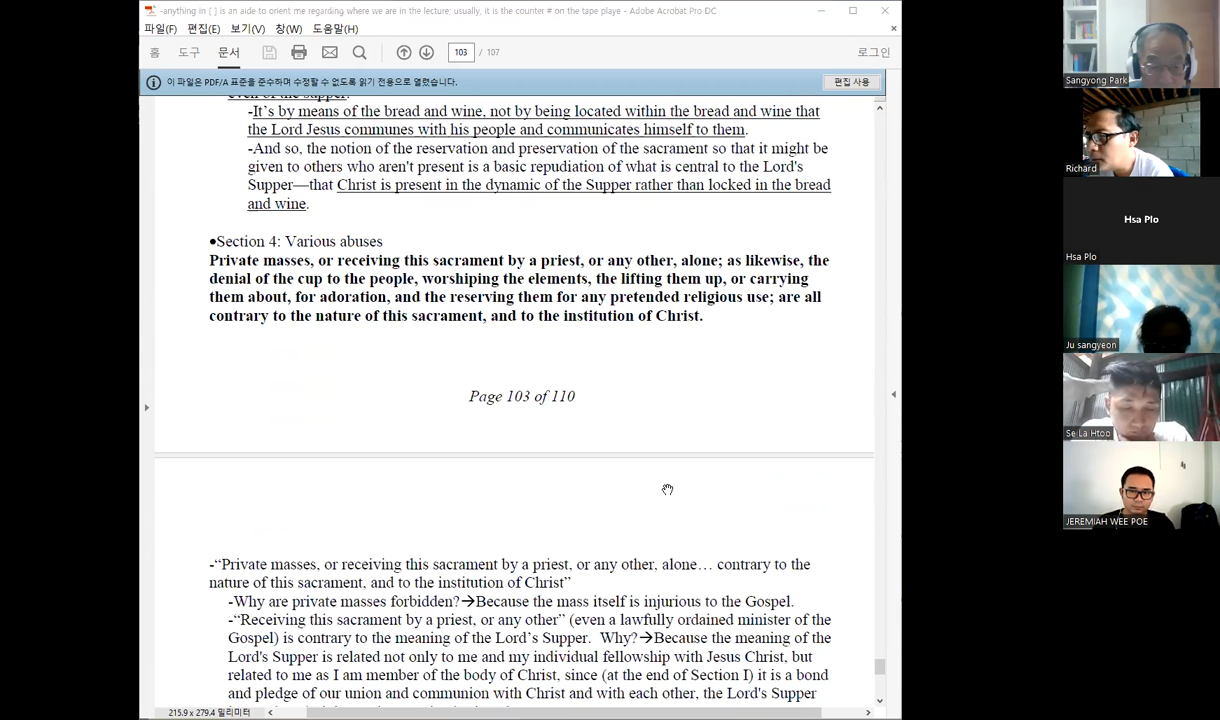 -anything in { } is an aide to orient me regarding where we are in the lecture; usually, it is the counter # on the tape playe - Adobe Acrobat Pro DC
파일(F) 편집(E) 보기(V) 창(W) 도움말(H)
홈 도구 문서 103 / 107 로그인
이 파일은 PDF/A 표준을 준수하며 수정할 수 없도록 읽기 전용으로 열렸습니다. 편집 사용
even of the supper.
-It’s by means of the bread and wine, not by being located within the bread and wine that
the Lord Jesus communes with his people and communicates himself to them.
-And so, the notion of the reservation and preservation of the sacrament so that it might be
given to others who aren't present is a basic repudiation of what is central to the Lord's
Supper—that Christ is present in the dynamic of the Supper rather than locked in the bread
and wine.
•Section 4: Various abuses
Private masses, or receiving this sacrament by a priest, or any other, alone; as likewise, the
denial of the cup to the people, worshiping the elements, the lifting them up, or carrying
them about, for adoration, and the reserving them for any pretended religious use; are all
contrary to the nature of this sacrament, and to the institution of Christ.
Page 103 of 110
-“Private masses, or receiving this sacrament by a priest, or any other, alone… contrary to the
nature of this sacrament, and to the institution of Christ”
-Why are private masses forbidden?→Because the mass itself is injurious to the Gospel.
-“Receiving this sacrament by a priest, or any other” (even a lawfully ordained minister of the
Gospel) is contrary to the meaning of the Lord’s Supper. Why?→Because the meaning of the
Lord's Supper is related not only to me and my individual fellowship with Jesus Christ, but
related to me as I am member of the body of Christ, since (at the end of Section I) it is a bond
and pledge of our union and communion with Christ and with each other, the Lord's Supper
215.9 x 279.4 밀리미터
Sangyong Park
Richard
Hsa Plo
Hsa Plo
Ju sangyeon
Se La Htoo
JEREMIAH WEE POE